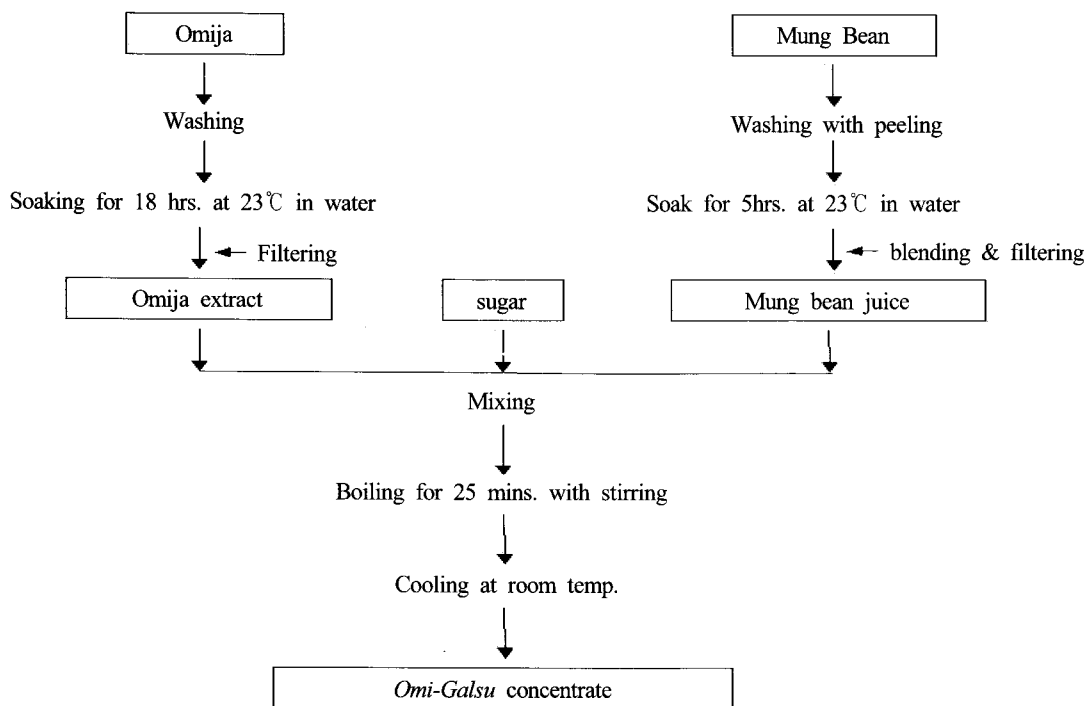 Omija
Mung Bean
Washing
Washing with peeling
Soaking for 18 hrs. at 23℃ in water
Soak for 5hrs. at 23℃ in water
Filtering
blending & filtering
Omija extract
sugar
Mung bean juice
Mixing
Boiling for 25 mins. with stirring
Cooling at room temp.
Omi-Galsu concentrate